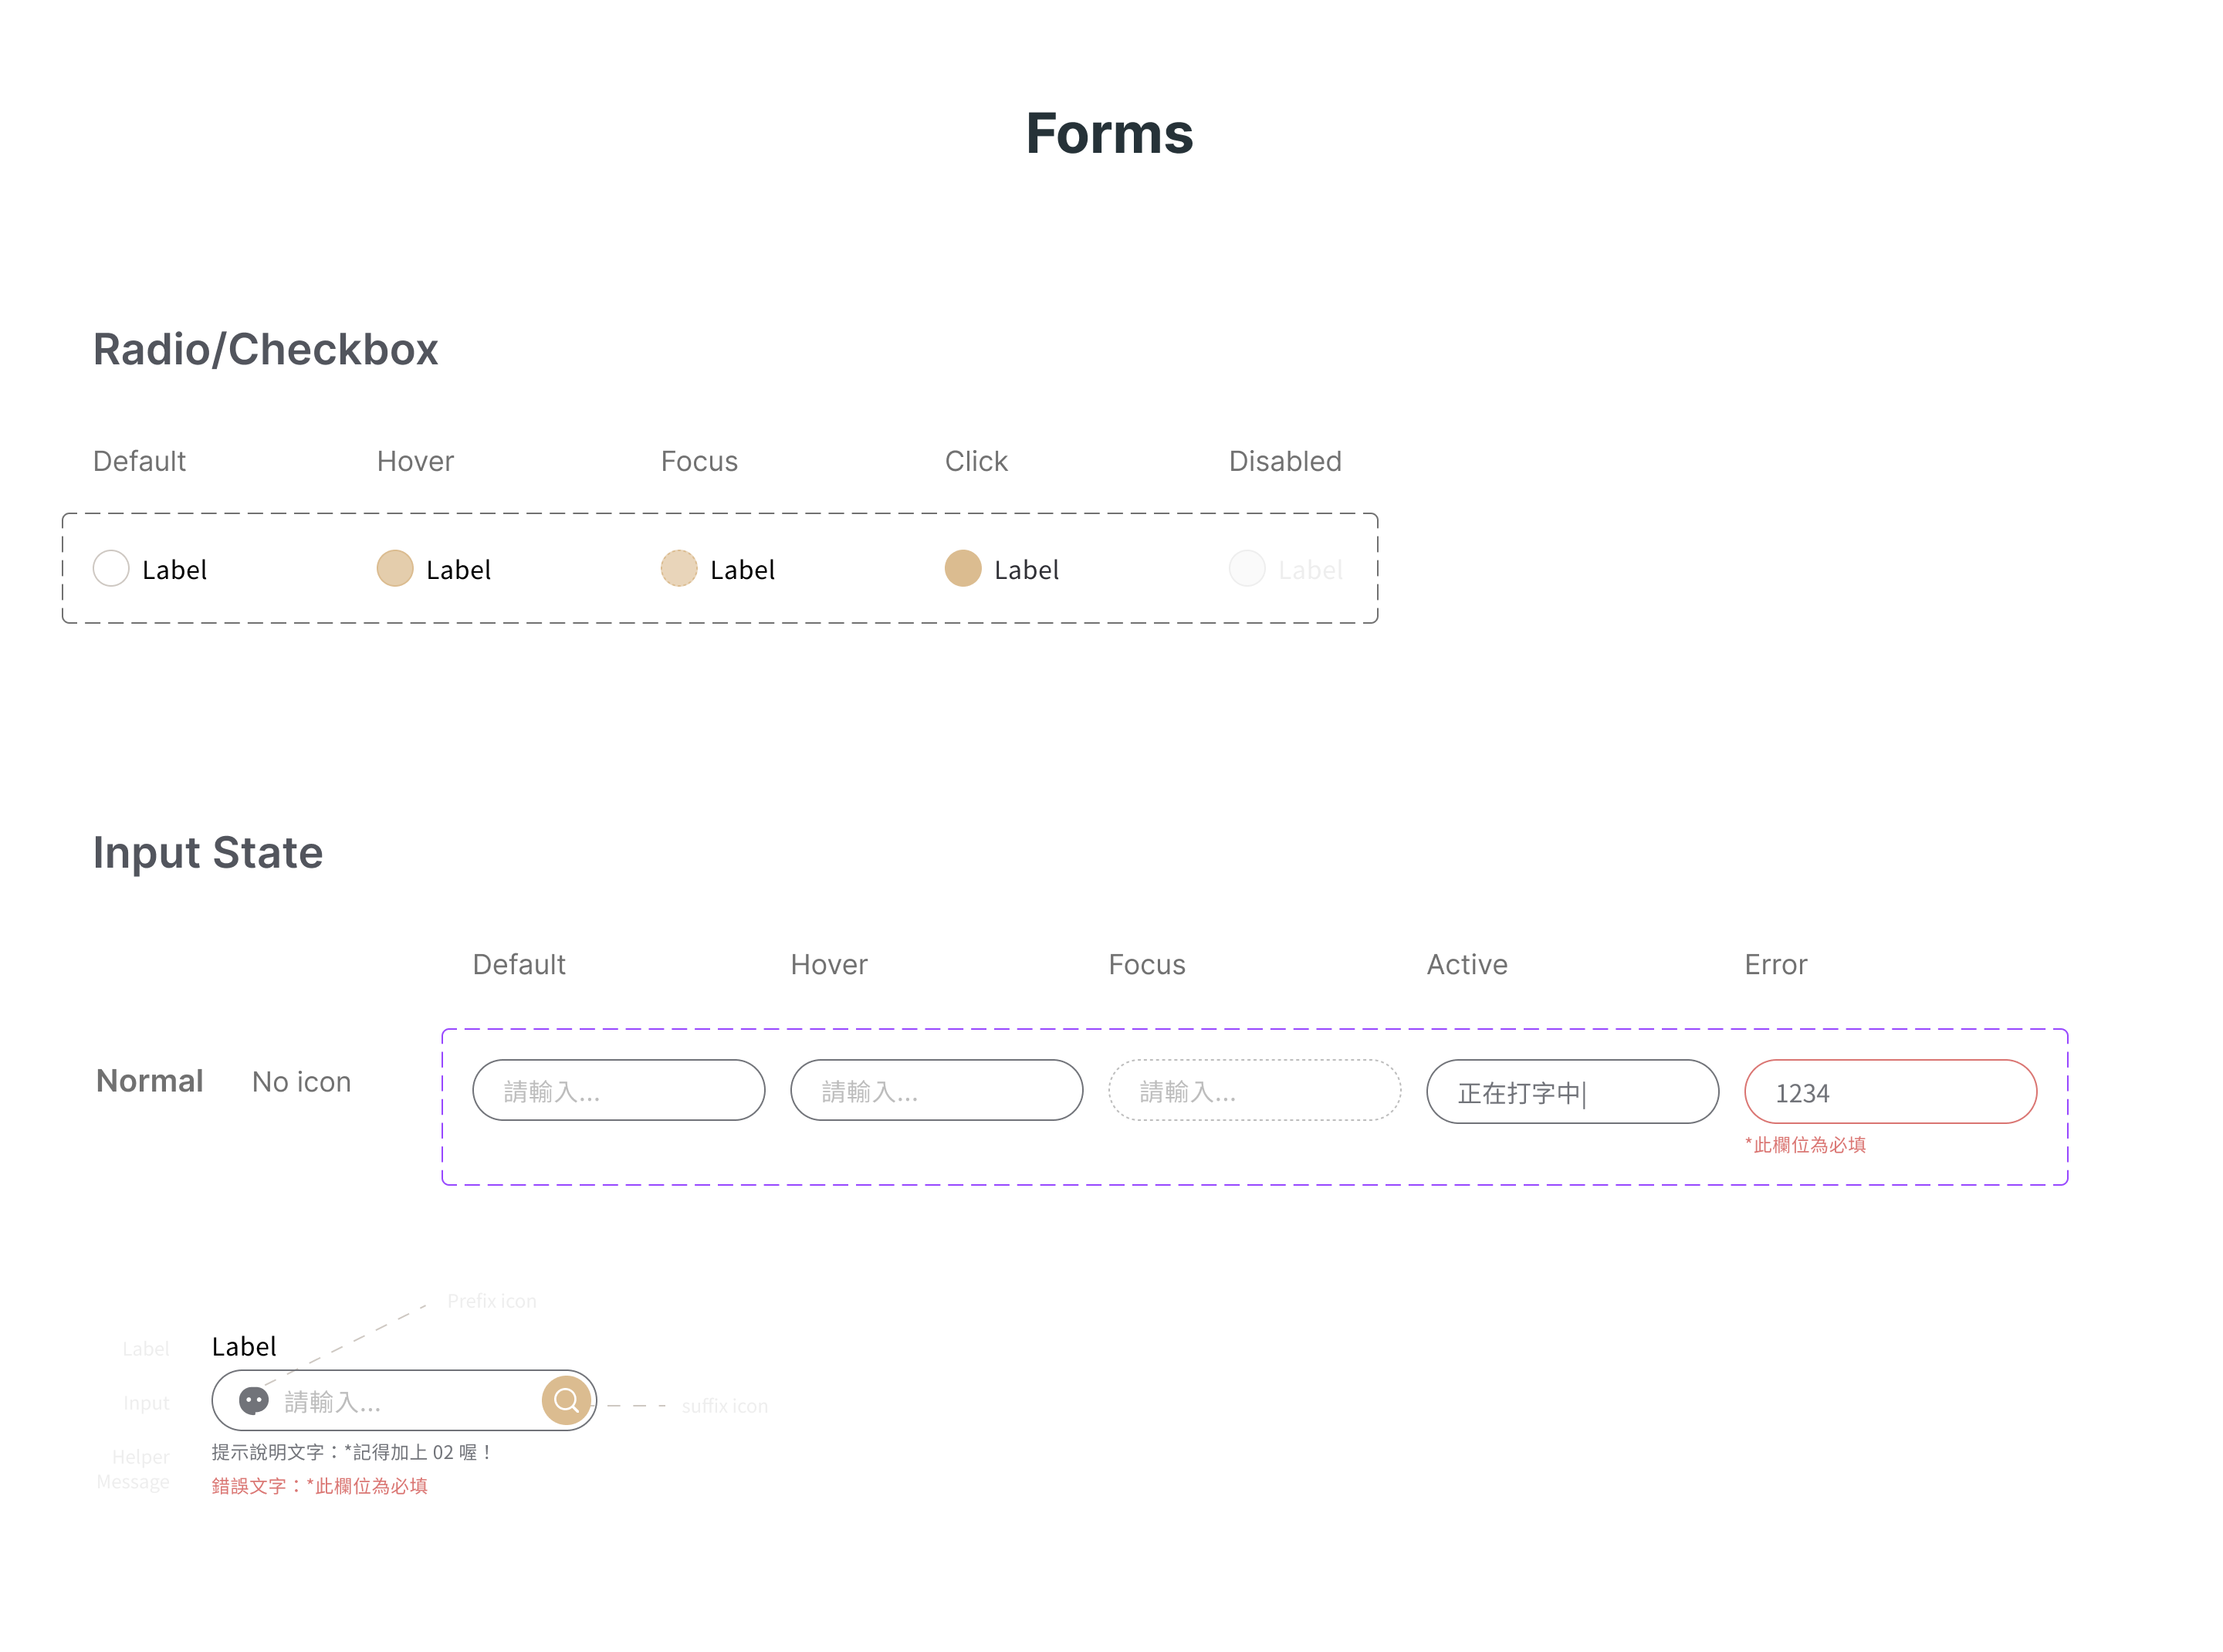 Forms
Radio/Checkbox
Default Hover Focus Click Disabled
Label Label Label Label Label
Input State
Default Hover Focus Active Error
Normal No icon 請輸入... 請輸入... 請輸入... 正在打字中| 1234
*此欄位為必填
Prefix icon
Label Label
Input 請輸入... suffix icon
Helper Message 提示說明文字：*記得加上 02 喔！
錯誤文字：*此欄位為必填